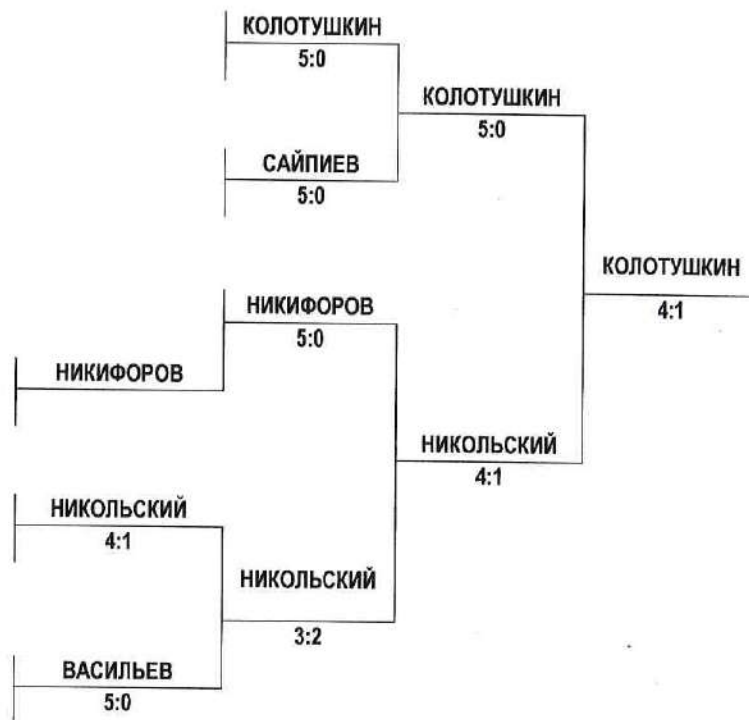 КОЛОТУШКИН
5:0
КОЛОТУШКИН
5:0
САЙПИЕВ
5:0
КОЛОТУШКИН
4:1
НИКИФОРОВ
5:0
НИКИФОРОВ
НИКОЛЬСКИЙ
4:1
НИКОЛЬСКИЙ
4:1
НИКОЛЬСКИЙ
3:2
ВАСИЛЬЕВ
5:0